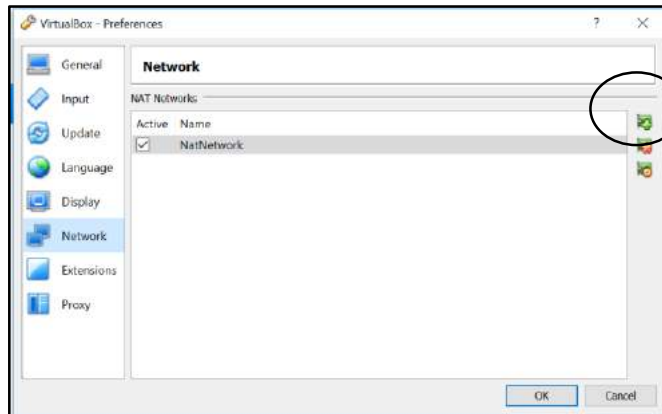 VirtualBox - Preferences
?
General
Input
Update
Language
Display
Network
Extensions
Proxy
Network
NAT Networks
Active Name
NatNetwork
OK Cancel